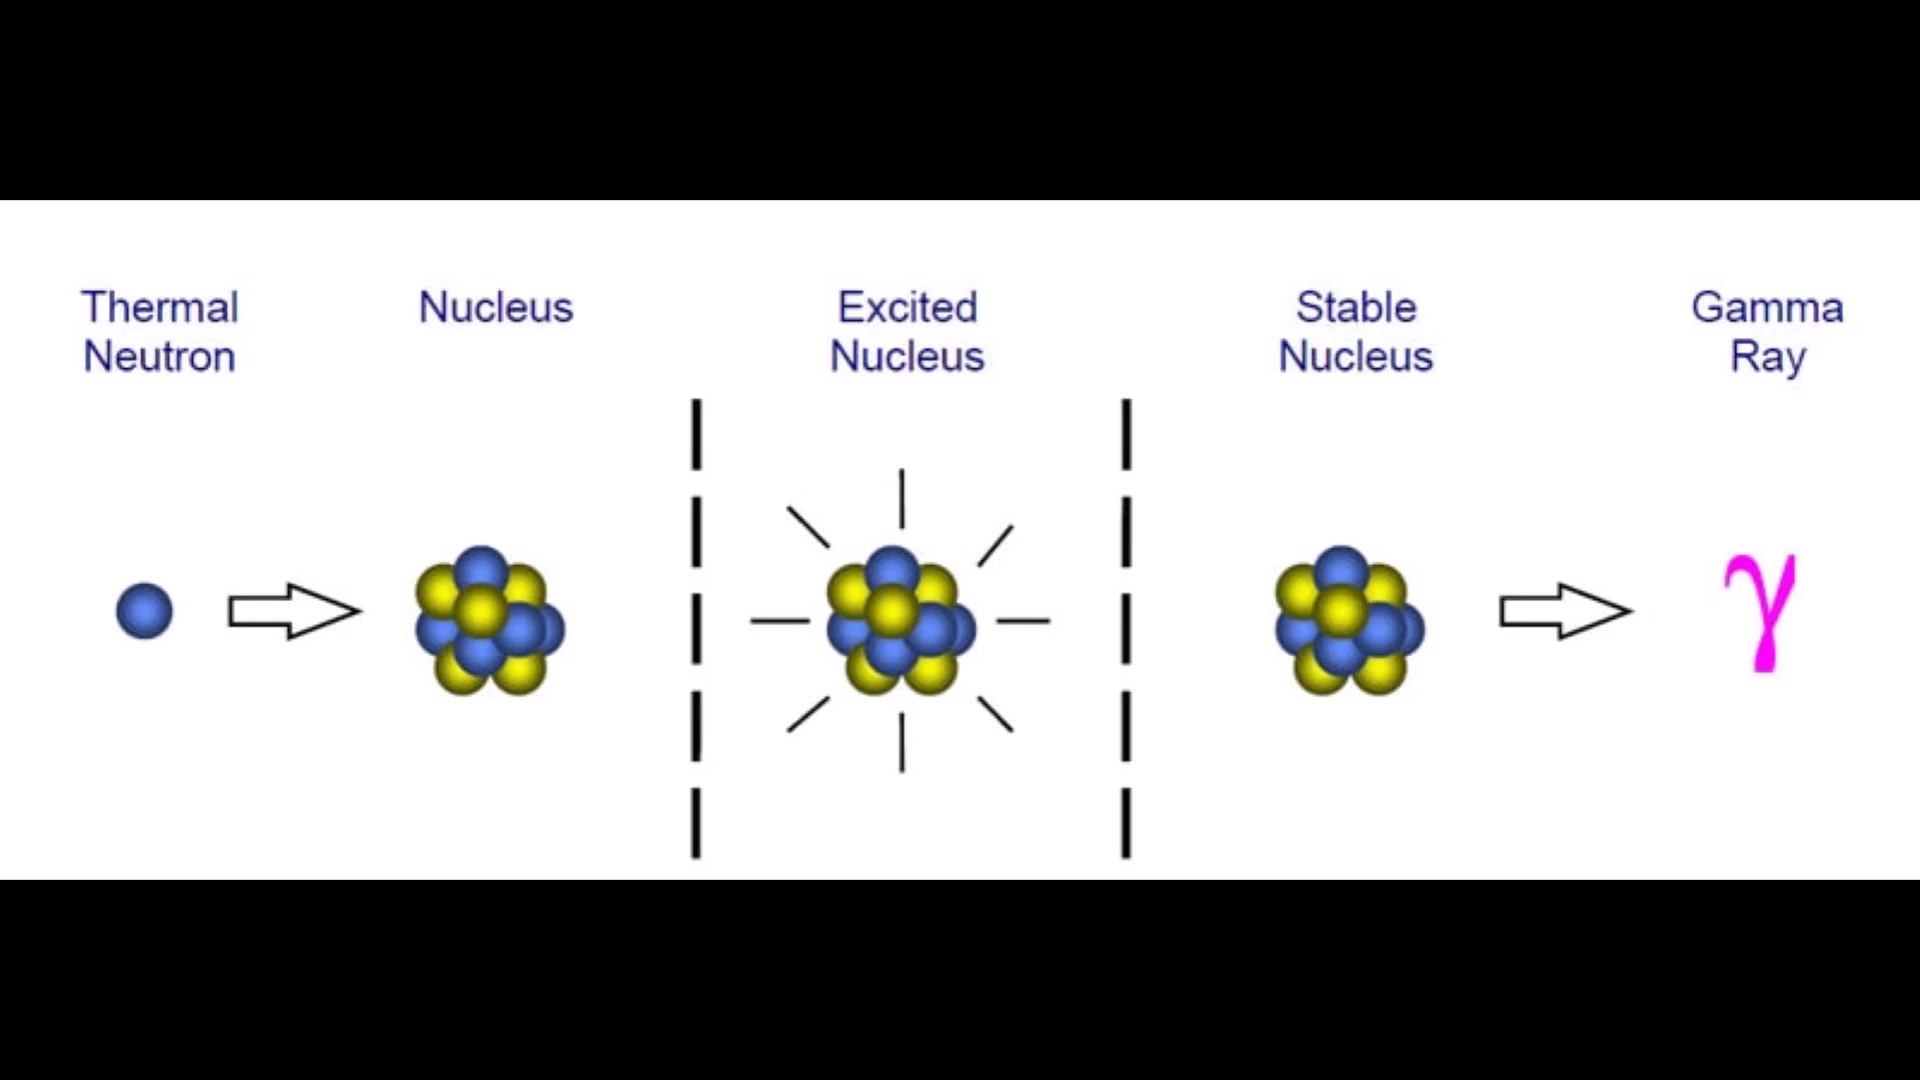 Thermal
Neutron
Nucleus
Excited
Nucleus
Stable
Nucleus
Gamma
Ray
γ